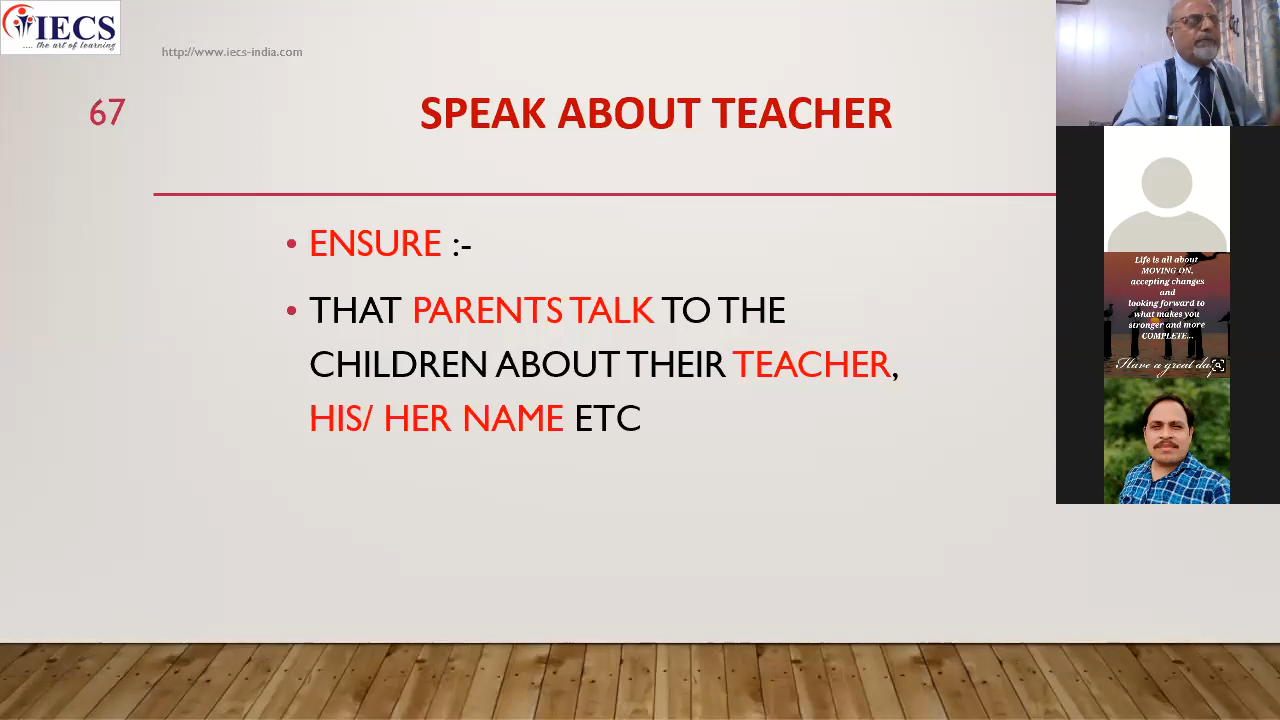 IECS
.... the art of learning
http://www.iecs-india.com
67
SPEAK ABOUT TEACHER
• ENSURE :-
• THAT PARENTS TALK TO THE
CHILDREN ABOUT THEIR TEACHER,
HIS/ HER NAME ETC
Life is all about
MOVING ON,
accepting changes
and
looking forward to
what makes you
stronger and more
COMPLETE...
Have a great day